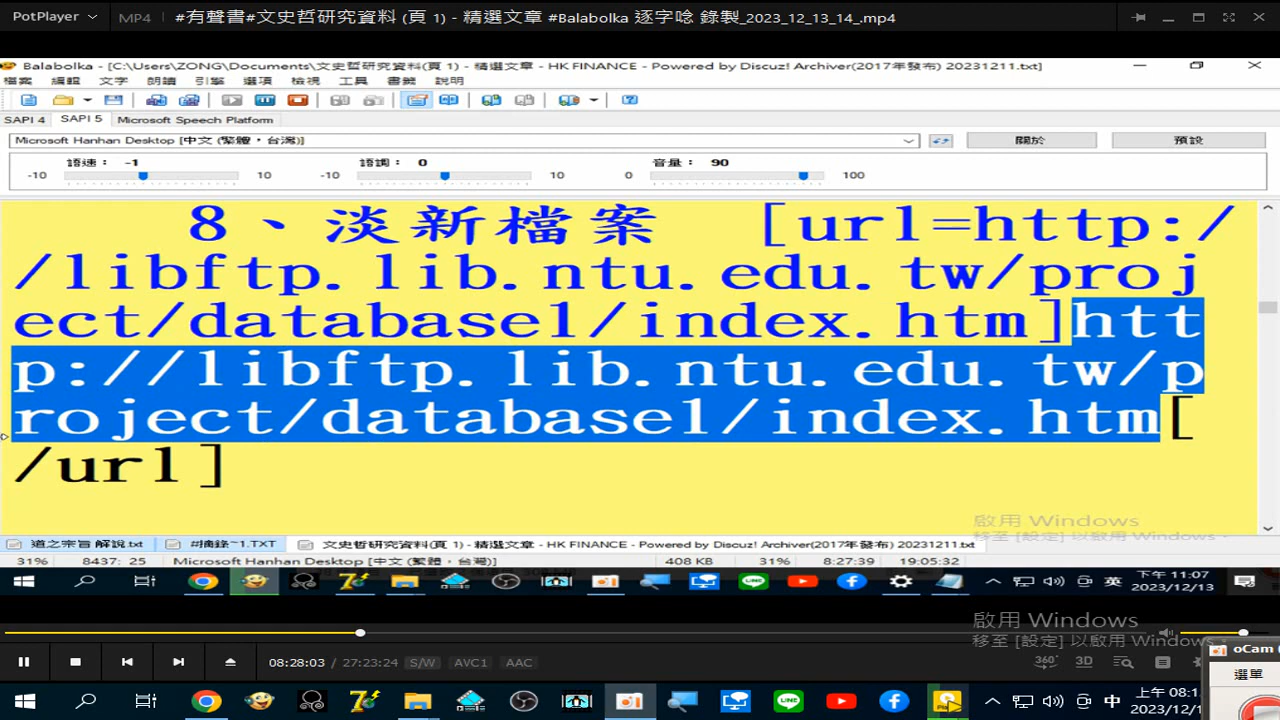 PotPlayer MP4 #有聲書#文史哲研究資料 (頁 1) - 精選文章 #Balabolka 逐字唸 錄製_2023_12_13_14_.mp4
Balabolka - [C:\Users\ZONG\Documents\文史哲研究資料(頁 1) - 精選文章 - HK FINANCE - Powered by Discuz! Archiver(2017年發布) 20231211.txt]
檔案 編輯 文字 朗讀 引擎 選項 檢視 工具 書籤 說明
SAPI 4 SAPI 5 Microsoft Speech Platform
Microsoft Hanhan Desktop [中文 (繁體，台灣)] 關於 預設
語速： -1 語調： 0 音量： 90
-10 10 -10 10 0 100
8、淡新檔案 [url=http:/
/libftp.lib.ntu.edu.tw/proj
ect/database1/index.htm]htt
p://libftp.lib.ntu.edu.tw/p
roject/database1/index.htm[
/url]
啟用 Windows
移至 [設定] 以啟用 Windows。
道之宗旨 解說.txt #摘錄~1.TXT 文史哲研究資料(頁 1) - 精選文章 - HK FINANCE - Powered by Discuz! Archiver(2017年發布) 20231211.txt
31% 8437: 25 Microsoft Hanhan Desktop [中文 (繁體，台灣)] 408 KB 31% 8:27:39 19:05:32
英 下午 11:07
2023/12/13
啟用 Windows
移至 [設定] 以啟用 Windows。
oCam (
08:28:03 / 27:23:24 S/W AVC1 AAC 360° 3D
選單
中 上午 08:1
2023/12/1